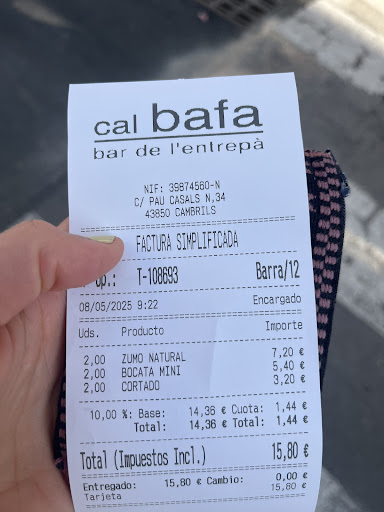 cal bafa
bar de l'entrepà
NIF: 39874560-N
C/ PAU CASALS N,34
43850 CAMBRILS
FACTURA SIMPLIFICADA
Op.: T-108693 Barra/12
08/05/2025 9:22 Encargado
Uds. Producto Importe
2,00 ZUMO NATURAL 7,20 €
2,00 BOCATA MINI 5,40 €
2,00 CORTADO 3,20 €
10,00 %: Base: 14,36 € Cuota: 1,44 €
Total: 14,36 € Total: 1,44 €
Total (Impuestos Incl.) 15,80 €
Entregado: 15,80 € Cambio: 0,00 €
Tarjeta 15,80 €